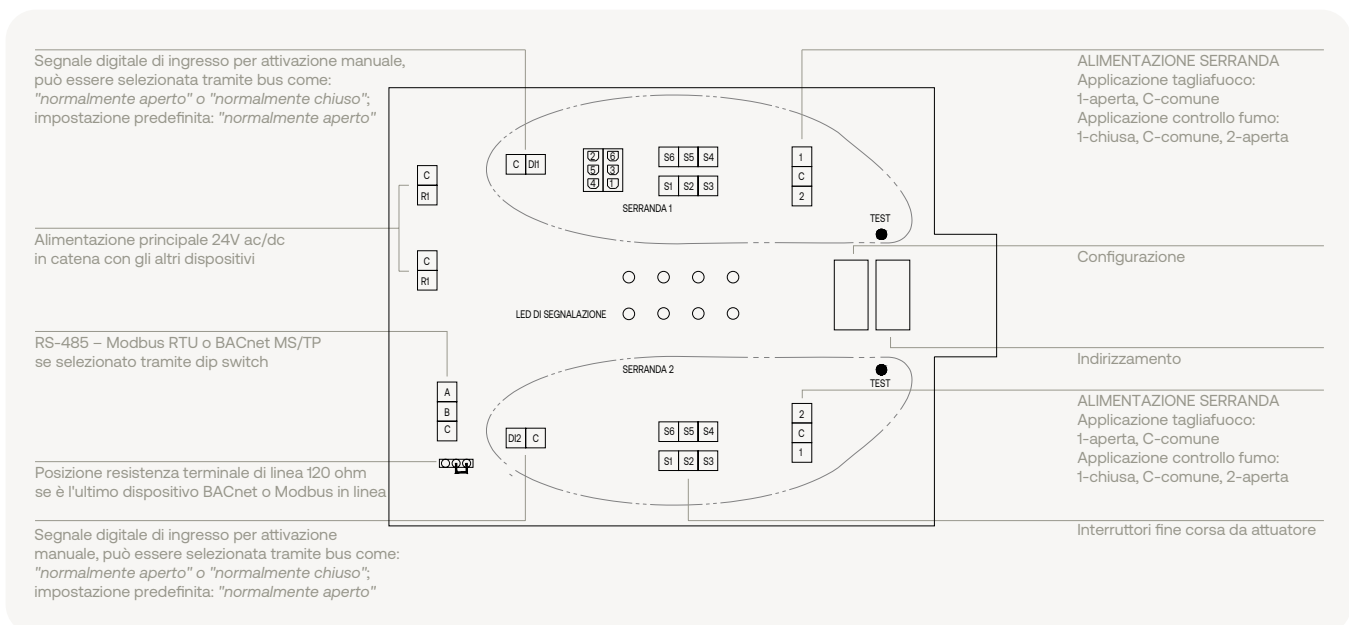 Segnale digitale di ingresso per attivazione manuale,
può essere selezionata tramite bus come:
"normalmente aperto" o "normalmente chiuso";
impostazione predefinita: "normalmente aperto"
Alimentazione principale 24V ac/dc
in catena con gli altri dispositivi
RS-485 – Modbus RTU o BACnet MS/TP
se selezionato tramite dip switch
Posizione resistenza terminale di linea 120 ohm
se è l'ultimo dispositivo BACnet o Modbus in linea
Segnale digitale di ingresso per attivazione
manuale, può essere selezionata tramite bus come:
"normalmente aperto" o "normalmente chiuso";
impostazione predefinita: "normalmente aperto"
C DI1
2 6
5 3
4 1
S6 S5 S4
S1 S2 S3
SERRANDA 1
1
C
2
TEST
C
R1
C
R1
LED DI SEGNALAZIONE
A
B
C
SERRANDA 2
TEST
DI2 C
S6 S5 S4
S1 S2 S3
2
C
1
ALIMENTAZIONE SERRANDA
Applicazione tagliafuoco:
1-aperta, C-comune
Applicazione controllo fumo:
1-chiusa, C-comune, 2-aperta
Configurazione
Indirizzamento
ALIMENTAZIONE SERRANDA
Applicazione tagliafuoco:
1-aperta, C-comune
Applicazione controllo fumo:
1-chiusa, C-comune, 2-aperta
Interruttori fine corsa da attuatore